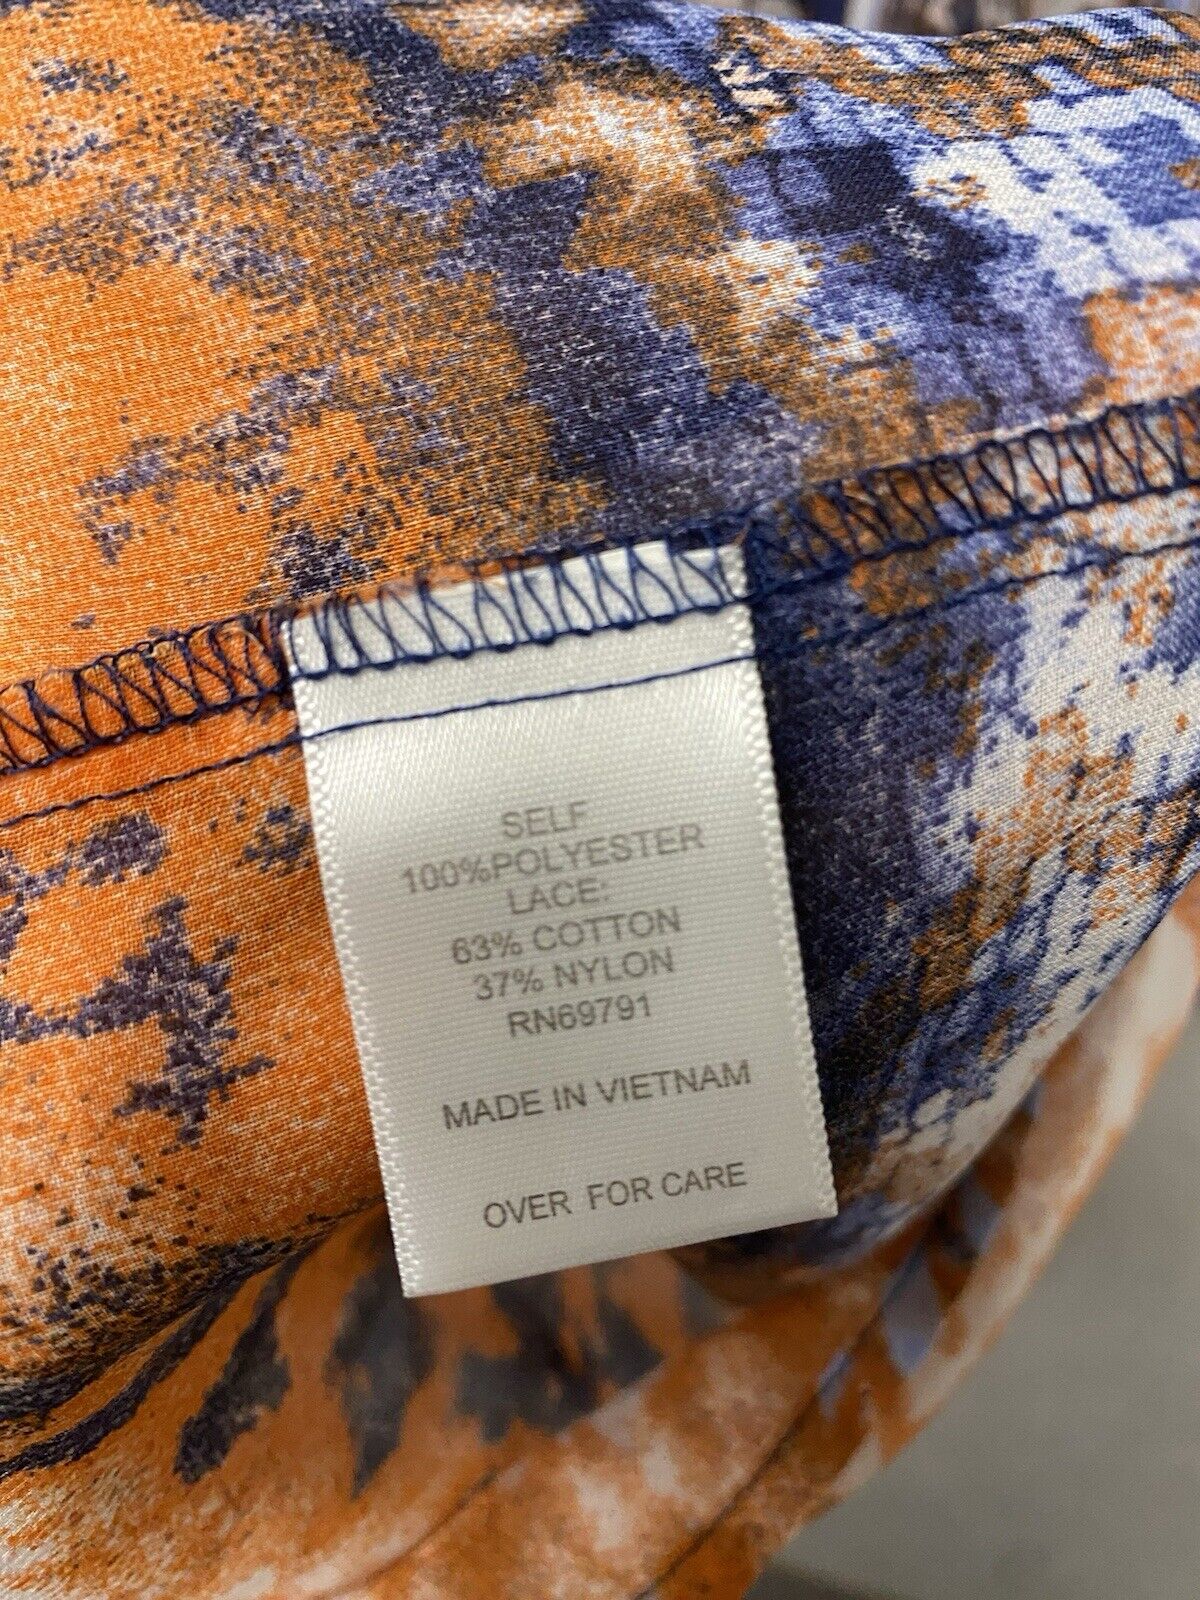 SELF
100%POLYESTER
LACE:
63% COTTON
37% NYLON
RN69791
MADE IN VIETNAM
OVER FOR CARE